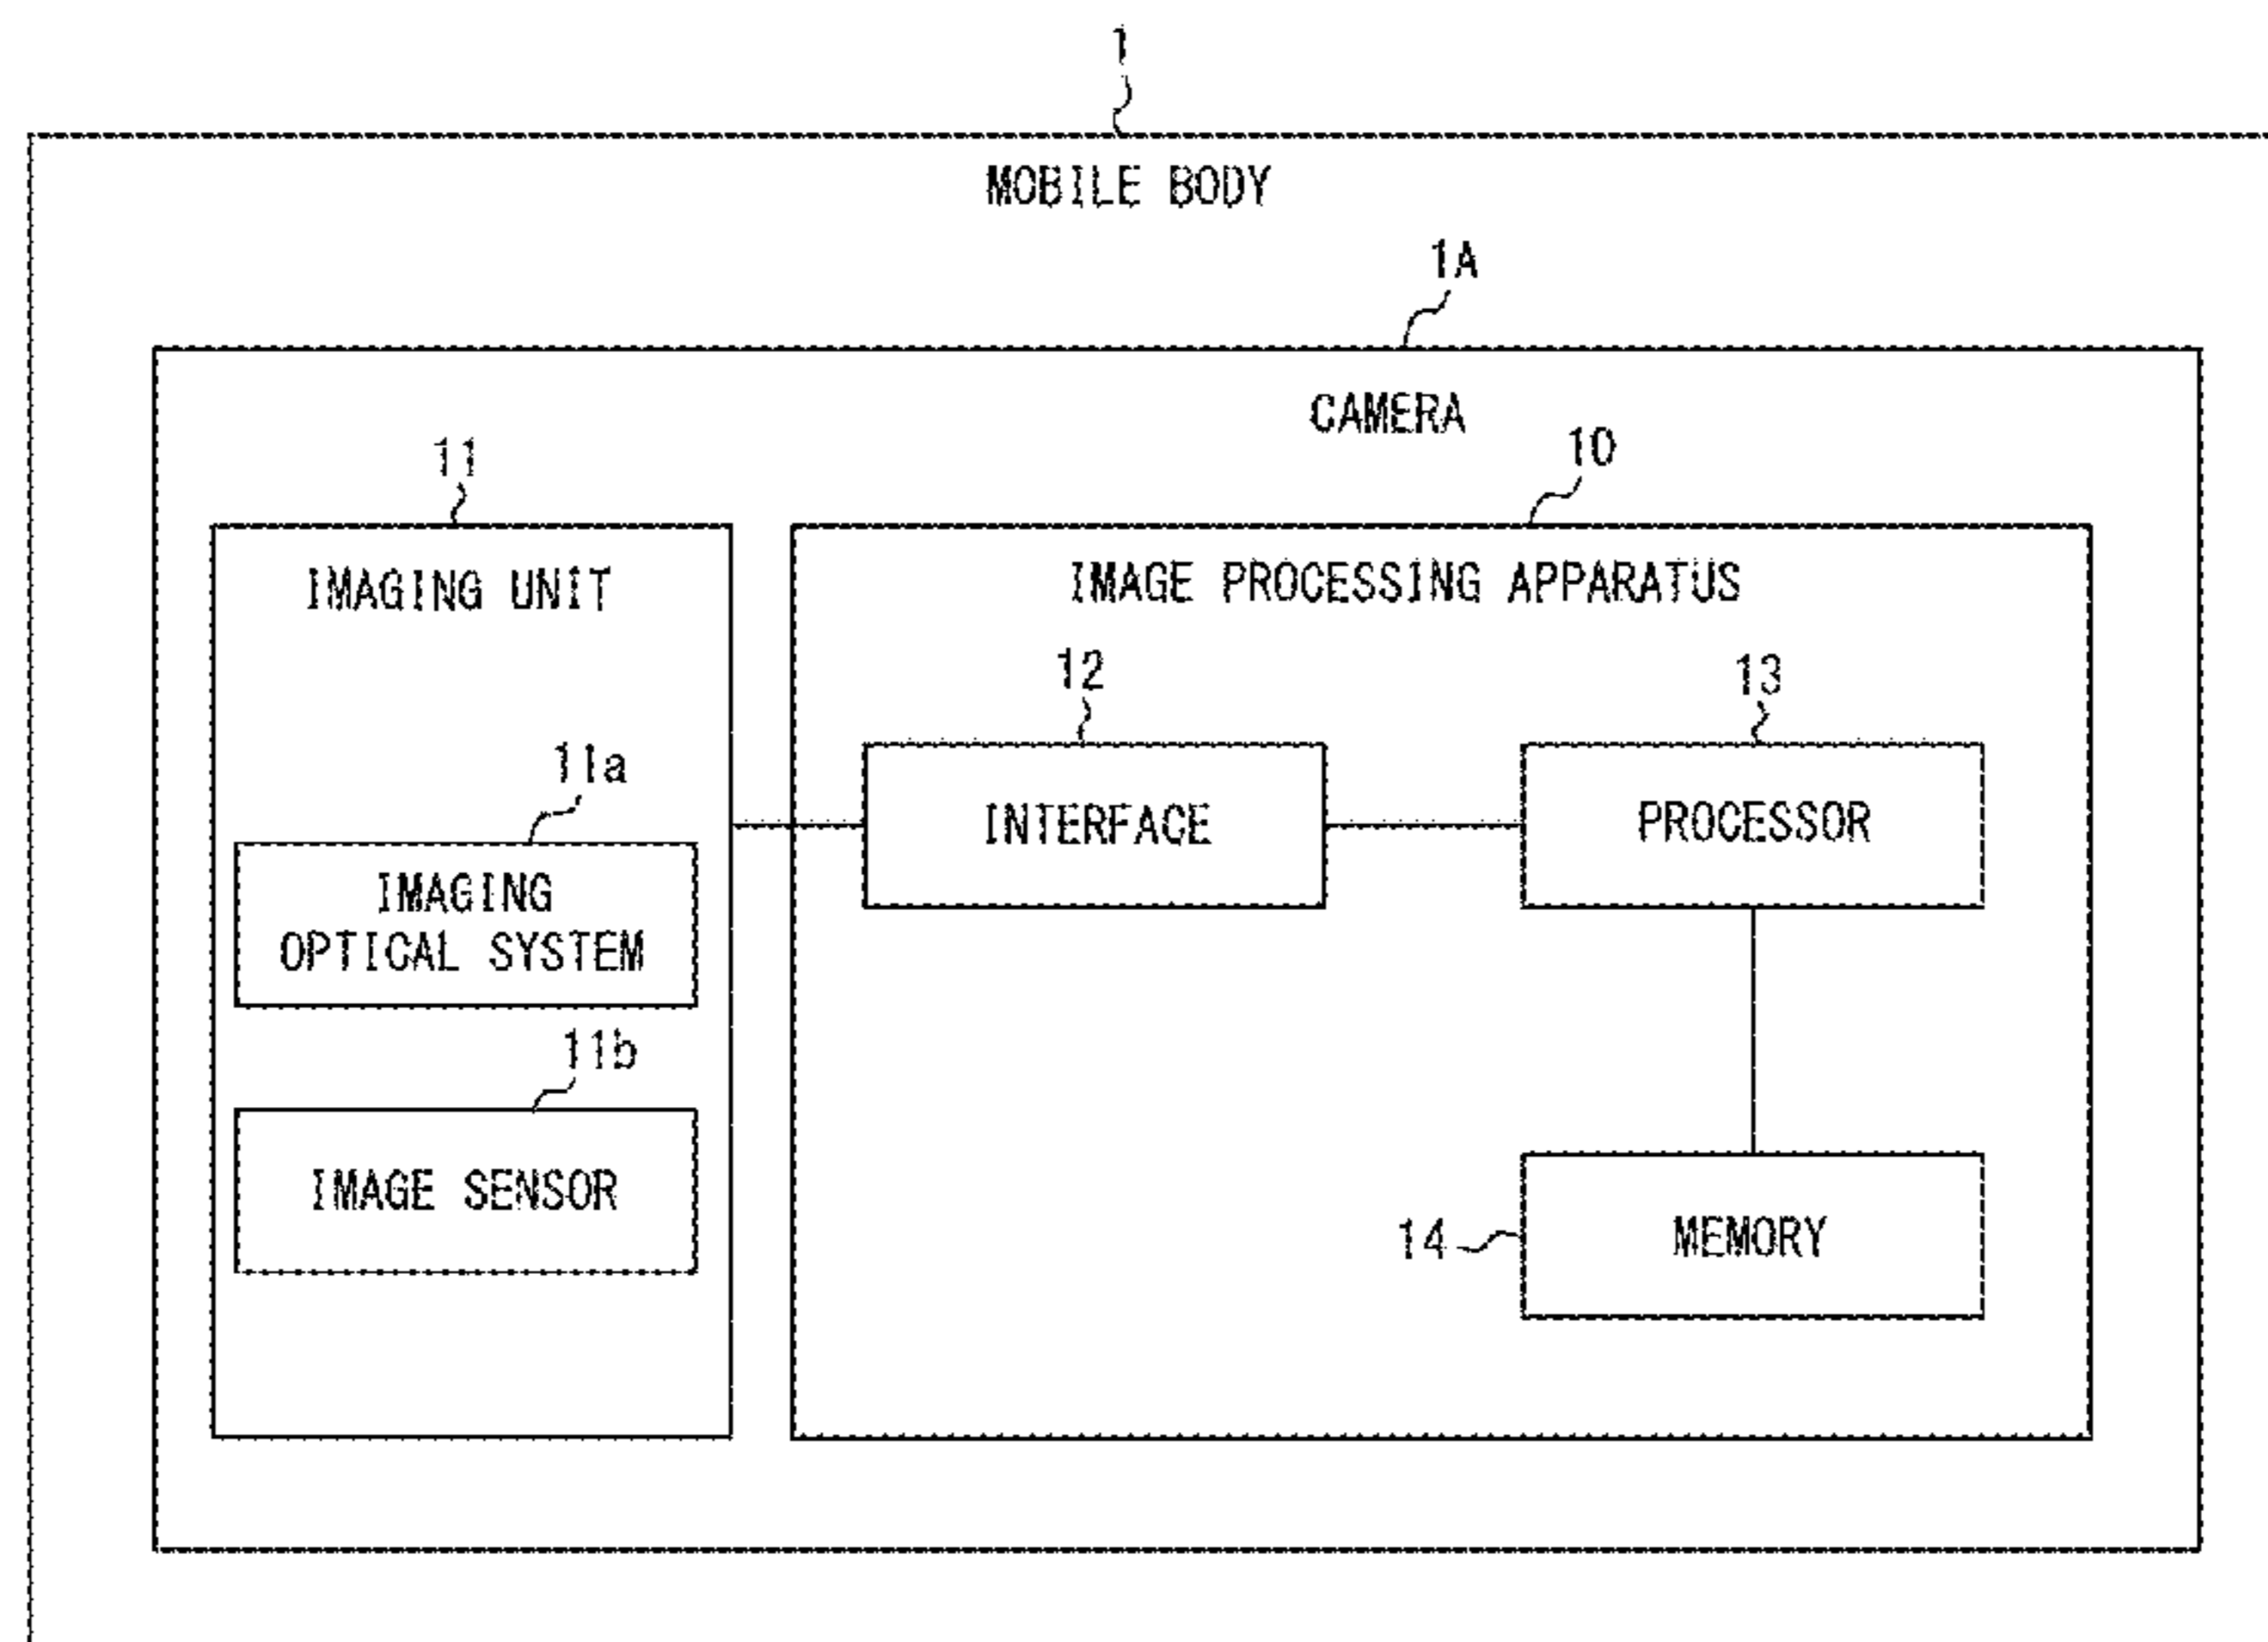 1
MOBILE BODY
1A
CAMERA
11
10
IMAGING UNIT
IMAGE PROCESSING APPARATUS
12
13
11a
INTERFACE
PROCESSOR
IMAGING
OPTICAL SYSTEM
11b
IMAGE SENSOR
14
MEMORY